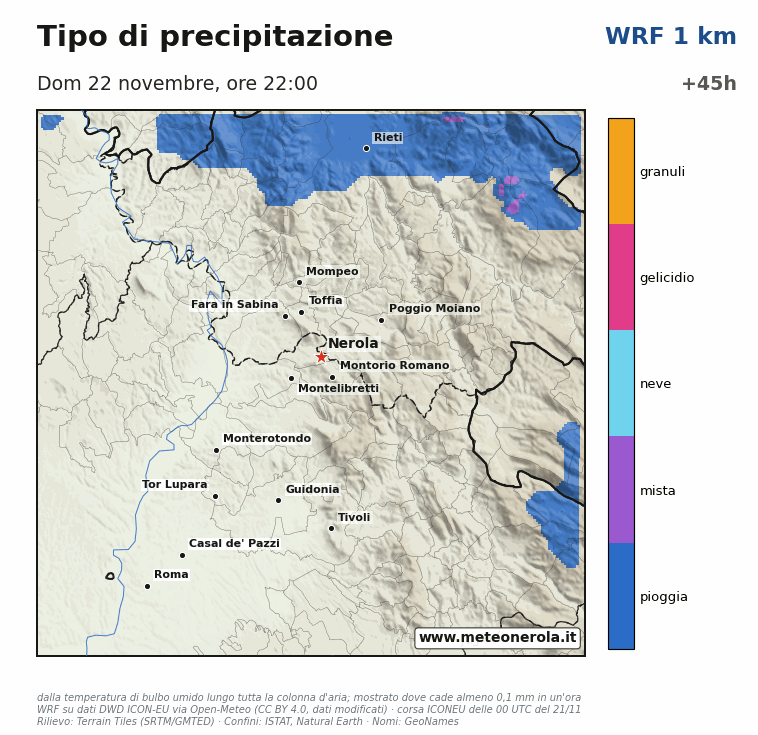 Tipo di precipitazione
WRF 1 km
Dom 22 novembre, ore 22:00
+45h
Rieti
Mompeo
Toffia
Fara in Sabina
Poggio Moiano
Nerola
Montorio Romano
Montelibretti
Monterotondo
Tor Lupara
Guidonia
Tivoli
Casal de' Pazzi
Roma
www.meteonerola.it
granuli
gelicidio
neve
mista
pioggia
dalla temperatura di bulbo umido lungo tutta la colonna d'aria; mostrato dove cade almeno 0,1 mm in un'ora
WRF su dati DWD ICON-EU via Open-Meteo (CC BY 4.0, dati modificati) · corsa ICONEU delle 00 UTC del 21/11
Rilievo: Terrain Tiles (SRTM/GMTED) · Confini: ISTAT, Natural Earth · Nomi: GeoNames